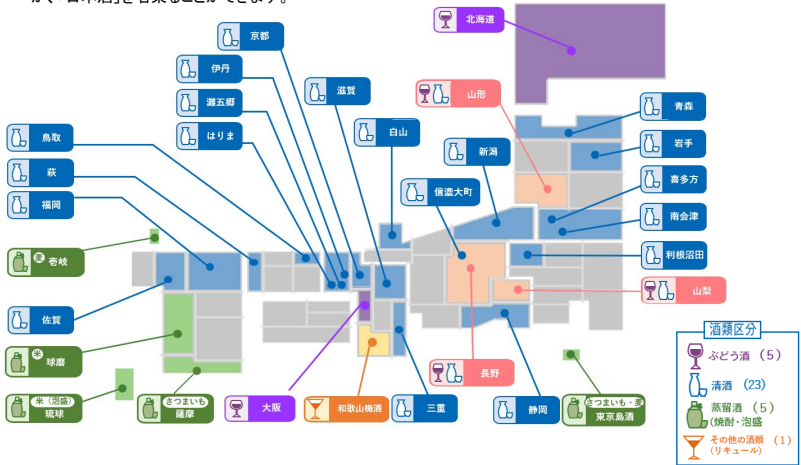 北海道
京都
伊丹
灘五郷
はりま
滋賀
白山
山形
新潟
信濃大町
青森
岩手
喜多方
南会津
利根沼田
山梨
鳥取
萩
福岡
麦 壱岐
佐賀
米 球磨
米（泡盛）
琉球
さつまいも
薩摩
大阪
和歌山梅酒
三重
長野
静岡
さつまいも・麦
東京島酒
酒類区分
ぶどう酒（5）
清酒（23）
蒸留酒（5）
(焼酎・泡盛
その他の酒類（1）
（リキュール）